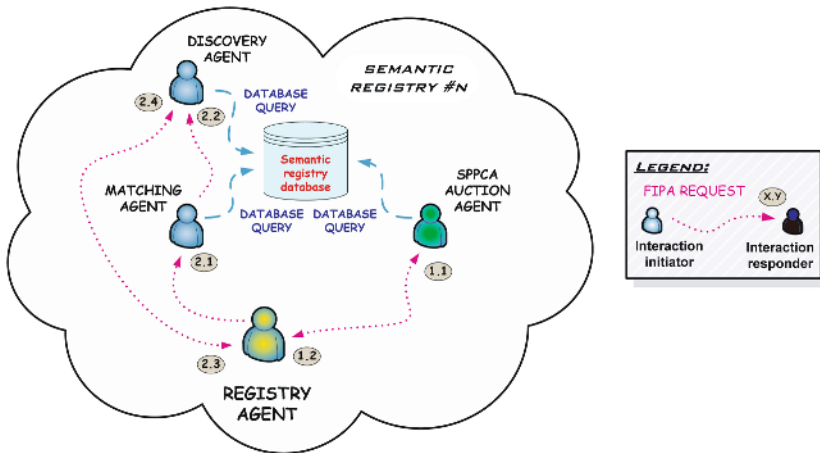 DISCOVERY
AGENT
SEMANTIC
REGISTRY #N
2.4
2.2
DATABASE
QUERY
Semantic
registry
database
MATCHING
AGENT
SPPCA
AUCTION
AGENT
DATABASE
QUERY
DATABASE
QUERY
2.1
1.1
2.3
1.2
REGISTRY
AGENT
LEGEND:
FIPA REQUEST
X.Y
Interaction
initiator
Interaction
responder